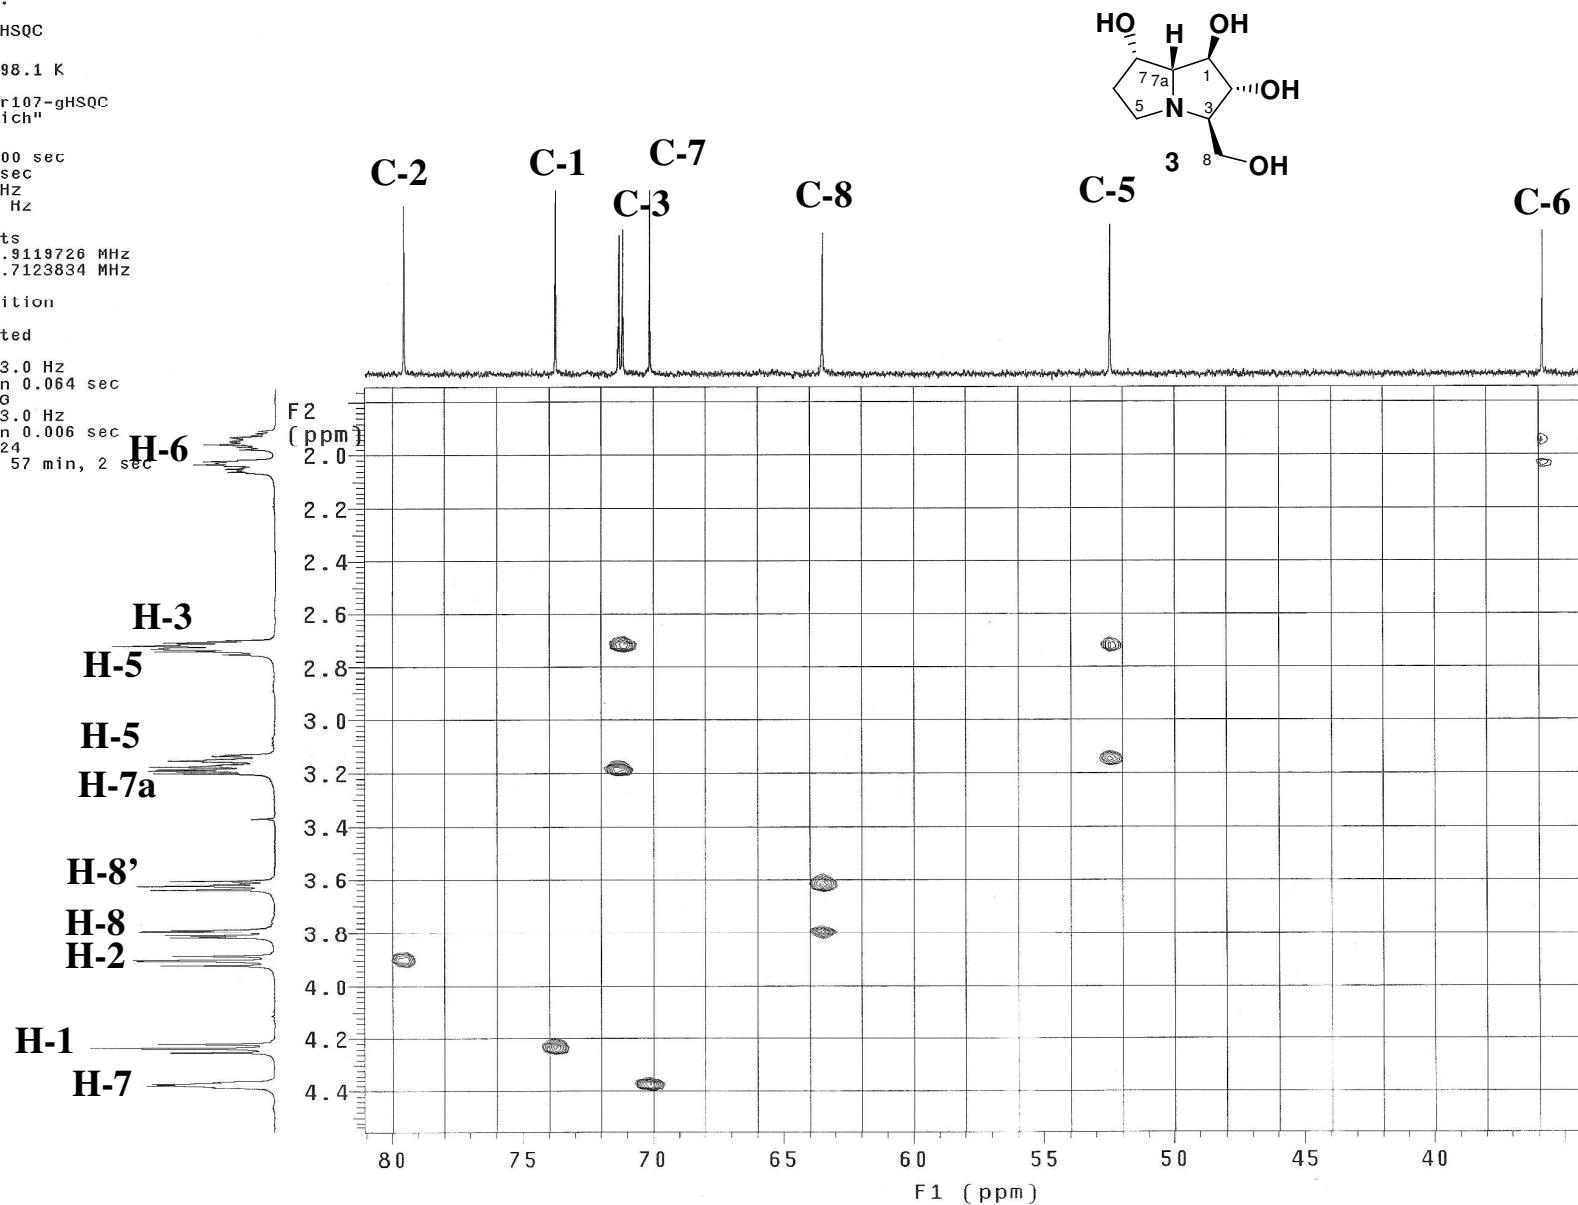 HSQC
98.1 K
r107-gHSQC
ich"
00 sec
sec
Hz
Hz
ts
.9119726 MHz
.7123834 MHz
ition
ted
3.0 Hz
n 0.064 sec
G
3.0 Hz
n 0.006 sec
24
57 min, 2 sec
HO
H
OH
7
7a
1
OH
5
N
3
3
8
OH
C-2
C-1
C-7
C-3
C-8
C-5
C-6
F2
(ppm)
H-6
2.0
2.2
2.4
2.6
H-3
H-5
2.8
3.0
H-5
3.2
H-7a
3.4
H-8’
3.6
H-8
3.8
H-2
4.0
4.2
H-1
H-7
4.4
80 75 70 65 60 55 50 45 40
F1 (ppm)